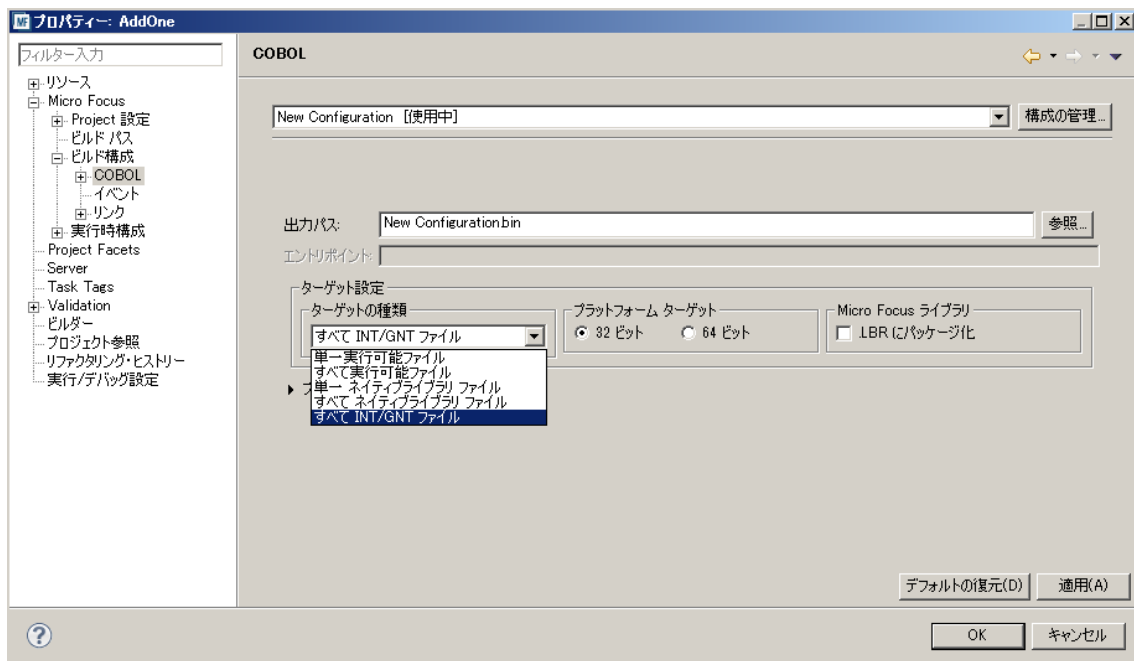 プロパティー: AddOne
フィルター入力
リソース
Micro Focus
Project 設定
ビルド パス
ビルド構成
COBOL
イベント
リンク
実行時構成
Project Facets
Server
Task Tags
Validation
ビルダー
プロジェクト参照
リファクタリング・ヒストリー
実行/デバッグ設定
COBOL
New Configuration [使用中]
構成の管理...
出力パス:
New Configuration.bin
参照...
エントリポイント:
ターゲット設定
ターゲットの種類
すべて INT/GNT ファイル
単一実行可能ファイル
すべて実行可能ファイル
単一 ネイティブライブラリ ファイル
すべて ネイティブライブラリ ファイル
すべて INT/GNT ファイル
プラットフォーム ターゲット
32 ビット
64 ビット
Micro Focus ライブラリ
.LBR にパッケージ化
デフォルトの復元(D)
適用(A)
OK
キャンセル